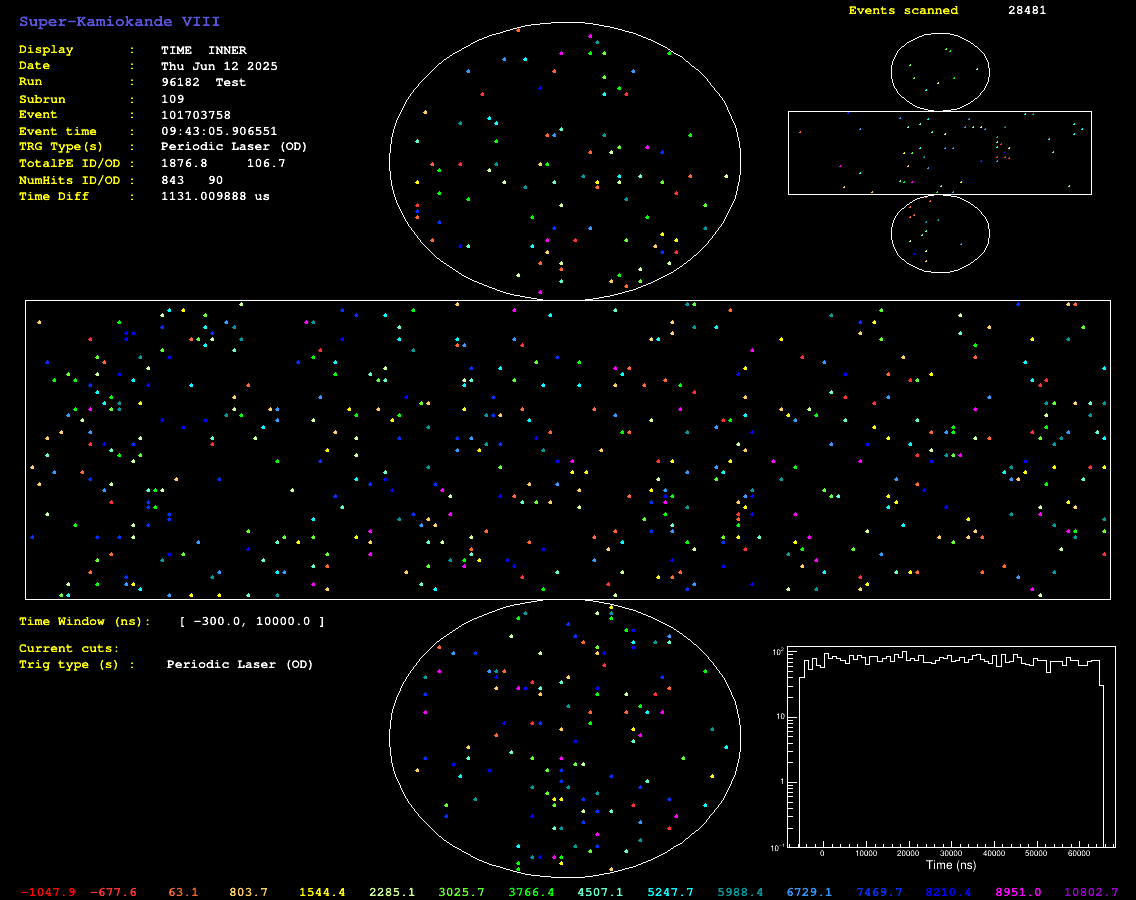 Super-Kamiokande VIII
Events scanned 28481
Display : TIME INNER
Date : Thu Jun 12 2025
Run : 96182 Test
Subrun : 109
Event : 101703758
Event time : 09:43:05.906551
TRG Type(s) : Periodic Laser (OD)
TotalPE ID/OD : 1876.8 106.7
NumHits ID/OD : 843 90
Time Diff : 1131.009888 us
Time Window (ns): [ -300.0, 10000.0 ]
Current cuts:
Trig type (s) : Periodic Laser (OD)
10²
10
1
10⁻¹
0 10000 20000 30000 40000 50000 60000
Time (ns)
-1047.9 -677.6 63.1 803.7 1544.4 2285.1 3025.7 3766.4 4507.1 5247.7 5988.4 6729.1 7469.7 8210.4 8951.0 10802.7